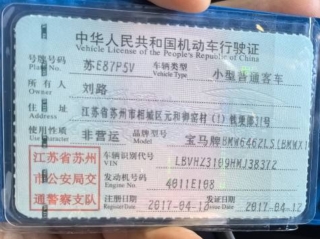 中华人民共和国机动车行驶证
Vehicle License of the People's Republic of China
号牌号码 Plate No. 苏E87P5V 车辆类型 Vehicle Type 小型普通客车
所有人 Owner 刘路
住址 Address 江苏省苏州市相城区元和御窑村(1)钱更那31号
使用性质 Use Character 非营运 品牌型号 Model 宝马牌BMW6462LS(BMWX1
江苏省苏州
市公安局交
通警察支队
车辆识别代号 VIN LBVHZ3109HMJ38372
发动机号码 Engine No. 4011E108
注册日期 Register Date 2017-04-12 发证日期 Issue Date 2017-04-12